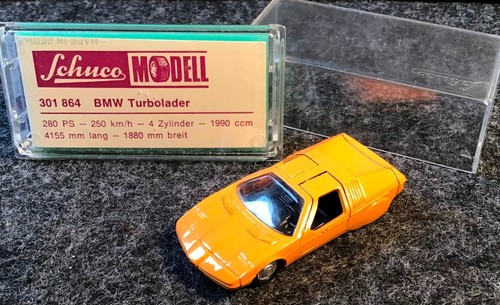 Schuco MODELL
301 864 BMW Turbolader
280 PS – 250 km/h – 4 Zylinder – 1990 ccm
4155 mm lang – 1880 mm breit